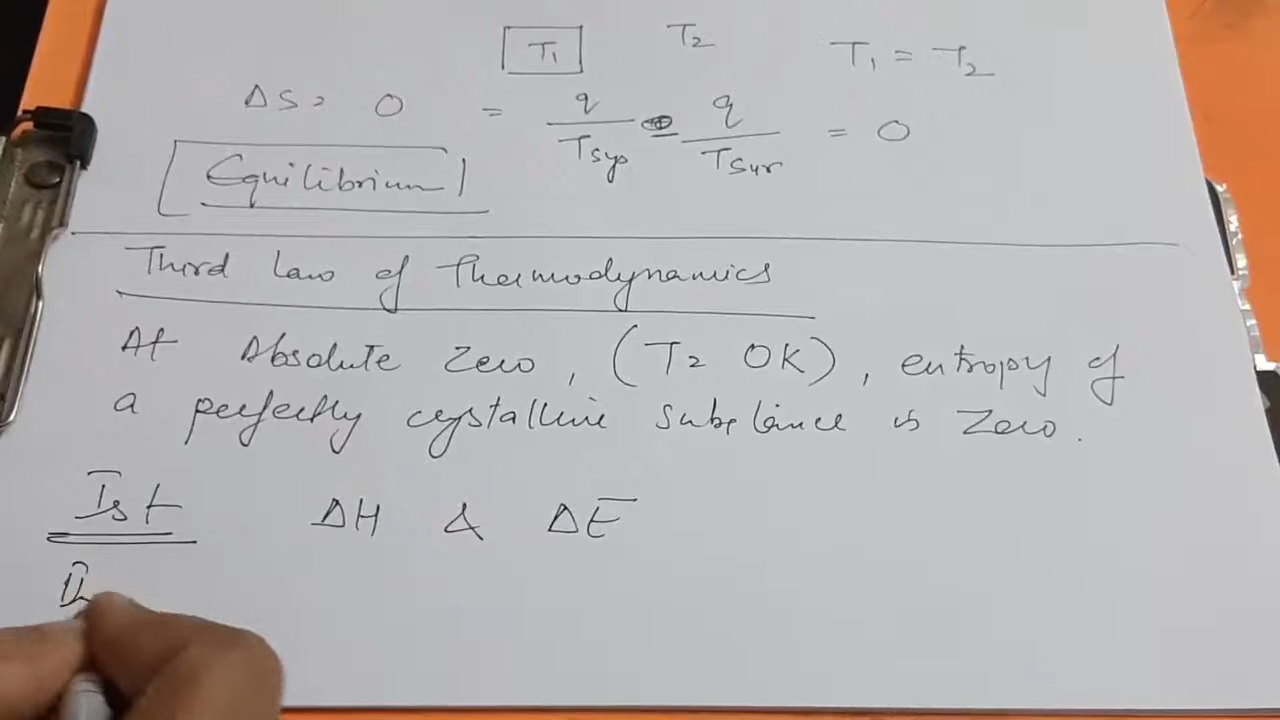 T₁ T₂ T₁ = T₂
ΔS = 0 = q/Tsys - q/Tsur = 0
Equilibrium
Third Law of Thermodynamics
At Absolute Zero, (T = 0K), entropy of
a perfectly crystalline substance is Zero.
Ist ΔH & ΔE
II